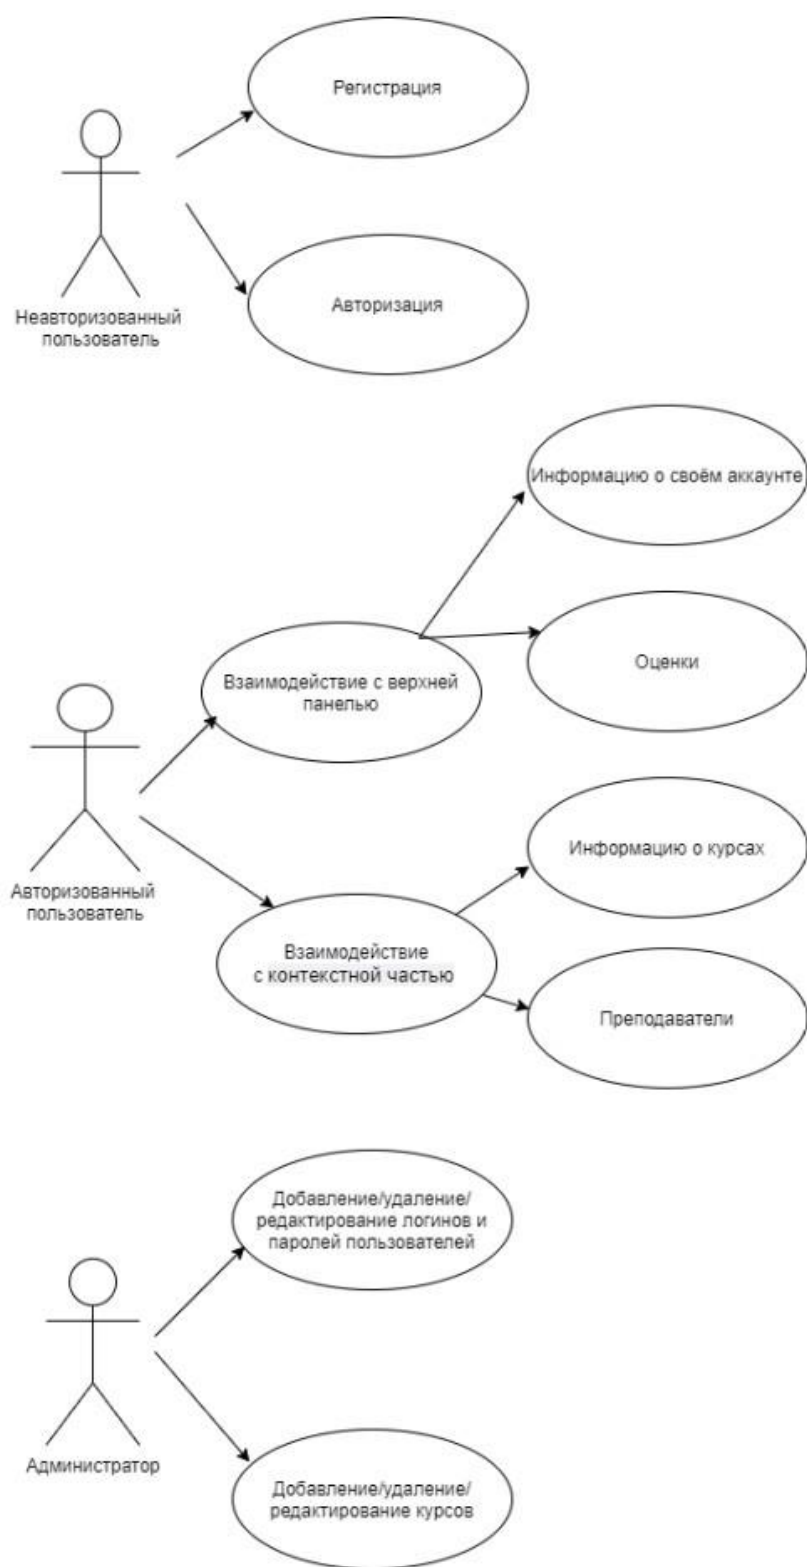 Регистрация
Неавторизованный
пользователь
Авторизация
Информацию о своём аккаунте
Взаимодействие с верхней
панелью
Оценки
Авторизованный
пользователь
Информацию о курсах
Взаимодействие
с контекстной частью
Преподаватели
Добавление/удаление/
редактирование логинов и
паролей пользователей
Администратор
Добавление/удаление/
редактирование курсов